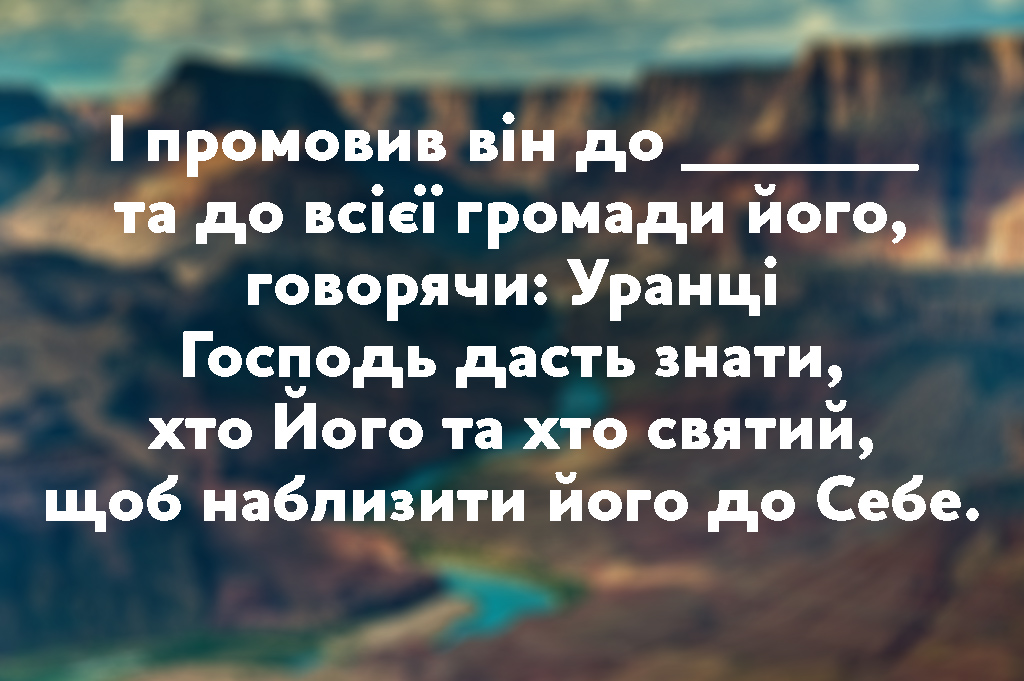 І промовив він до ________
та до всієї громади його,
говорячи: Уранці
Господь дасть знати,
хто Його та хто святий,
щоб наблизити його до Себе.